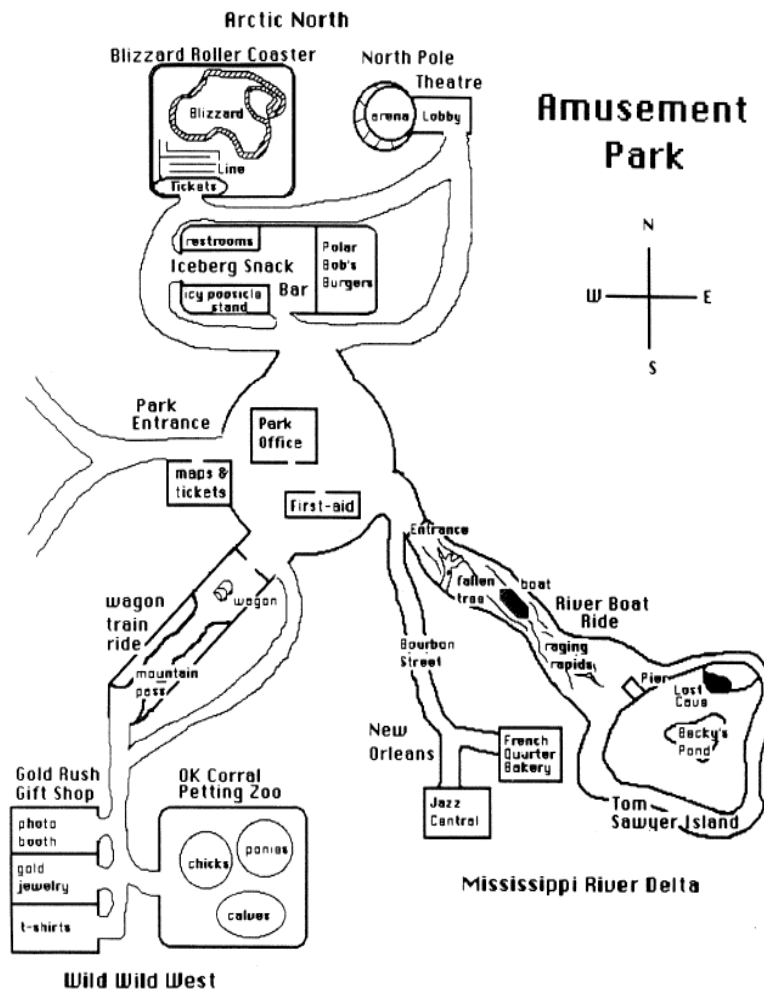 Arctic North
Blizzard Roller Coaster
North Pole
Theatre
Amusement
Park
Blizzard
arena
Lobby
Line
Tickets
N
W
E
S
restrooms
Iceberg Snack
Bar
icy popsicle
stand
Polar
Bob's
Burgers
Park
Entrance
Park
Office
maps &
tickets
First-aid
Entrance
fallen
tree
boat
River Boat
Ride
raging
rapids
Pier
Lost
Cave
Becky's
Pond
Tom
Sawyer Island
wagon
train
ride
wagon
mountain
pass
Bourbon
Street
New
Orleans
French
Quarter
Bakery
Jazz
Central
Mississippi River Delta
Gold Rush
Gift Shop
photo
booth
gold
jewelry
t-shirts
OK Corral
Petting Zoo
chicks
ponies
calves
Wild Wild West